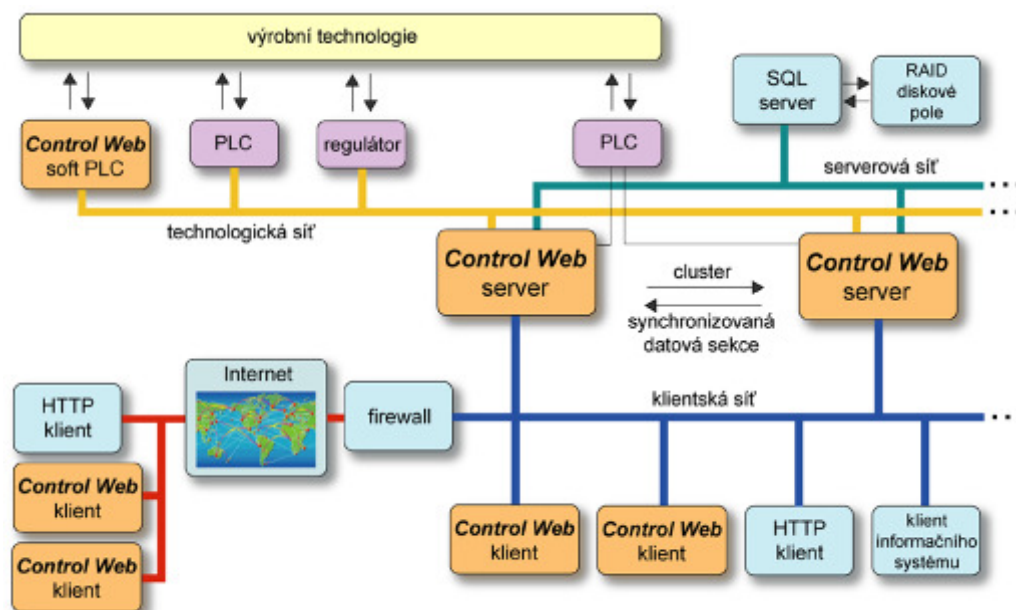 výrobní technologie
SQL
server
RAID
diskové
pole
Control Web
soft PLC
PLC
regulátor
PLC
serverová síť
technologická síť
Control Web
server
cluster
synchronizovaná
datová sekce
Control Web
server
HTTP
klient
Internet
firewall
klientská síť
Control Web
klient
Control Web
klient
Control Web
klient
Control Web
klient
HTTP
klient
klient
informačního
systému